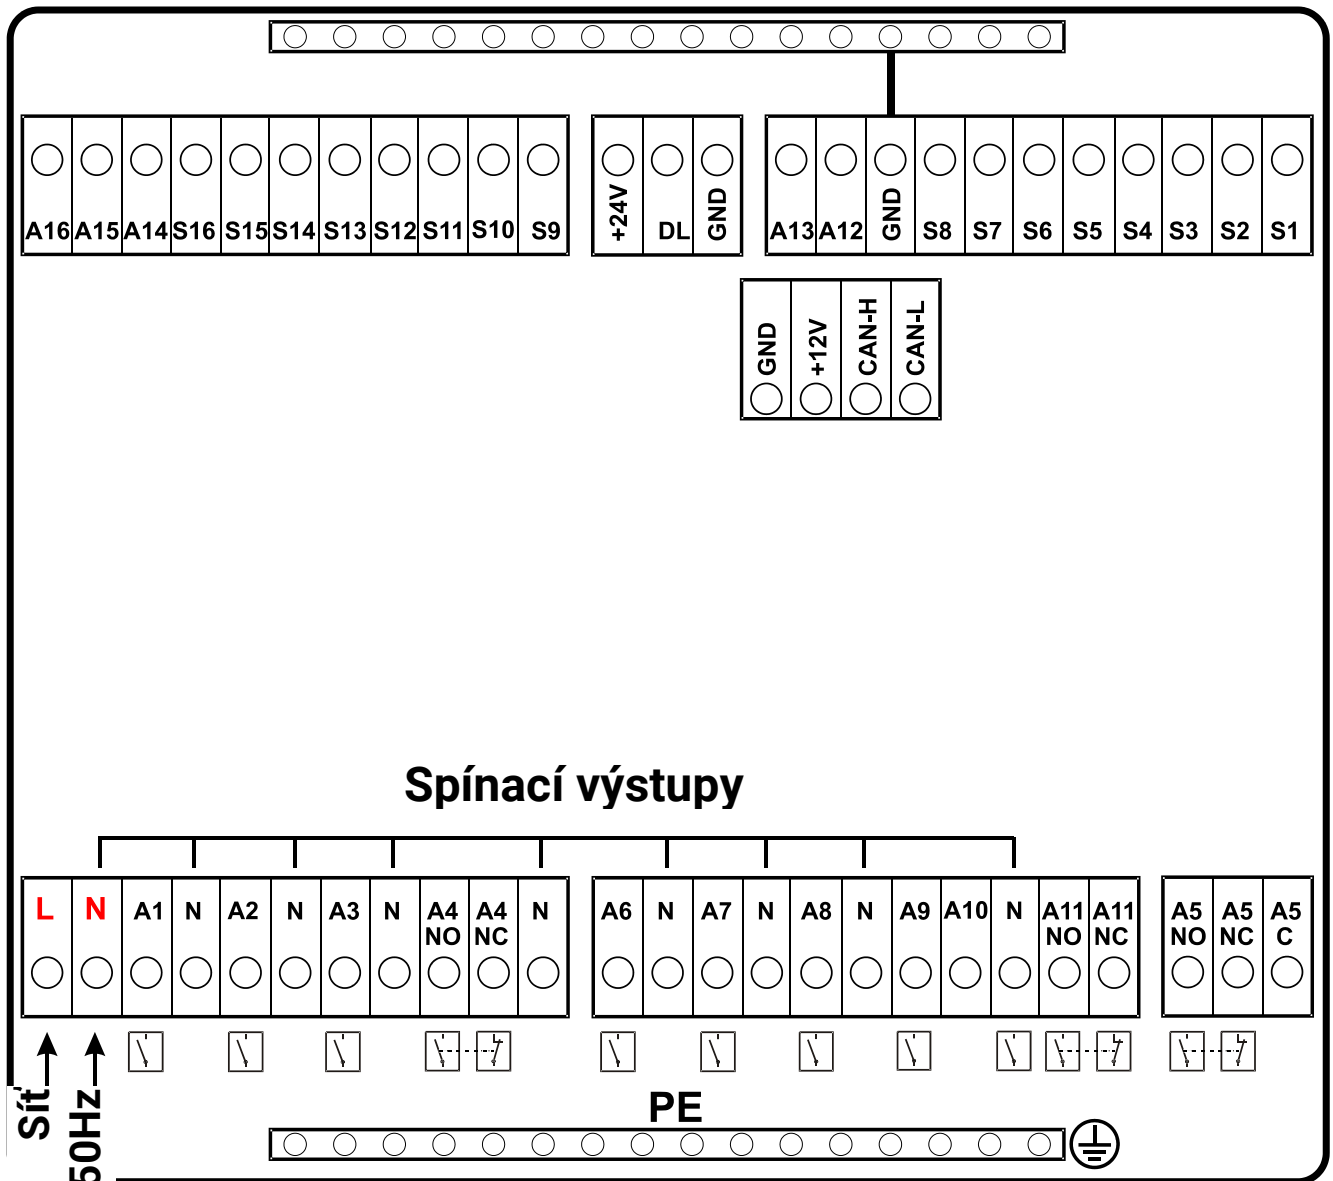 A16 A15 A14 S16 S15 S14 S13 S12 S11 S10 S9 +24V DL GND A13 A12 GND S8 S7 S6 S5 S4 S3 S2 S1
GND +12V CAN-H CAN-L
Spínací výstupy
L N A1 N A2 N A3 N A4 NO A4 NC N A6 N A7 N A8 N A9 A10 N A11 NO A11 NC A5 NO A5 NC A5 C
Síť
50Hz
PE